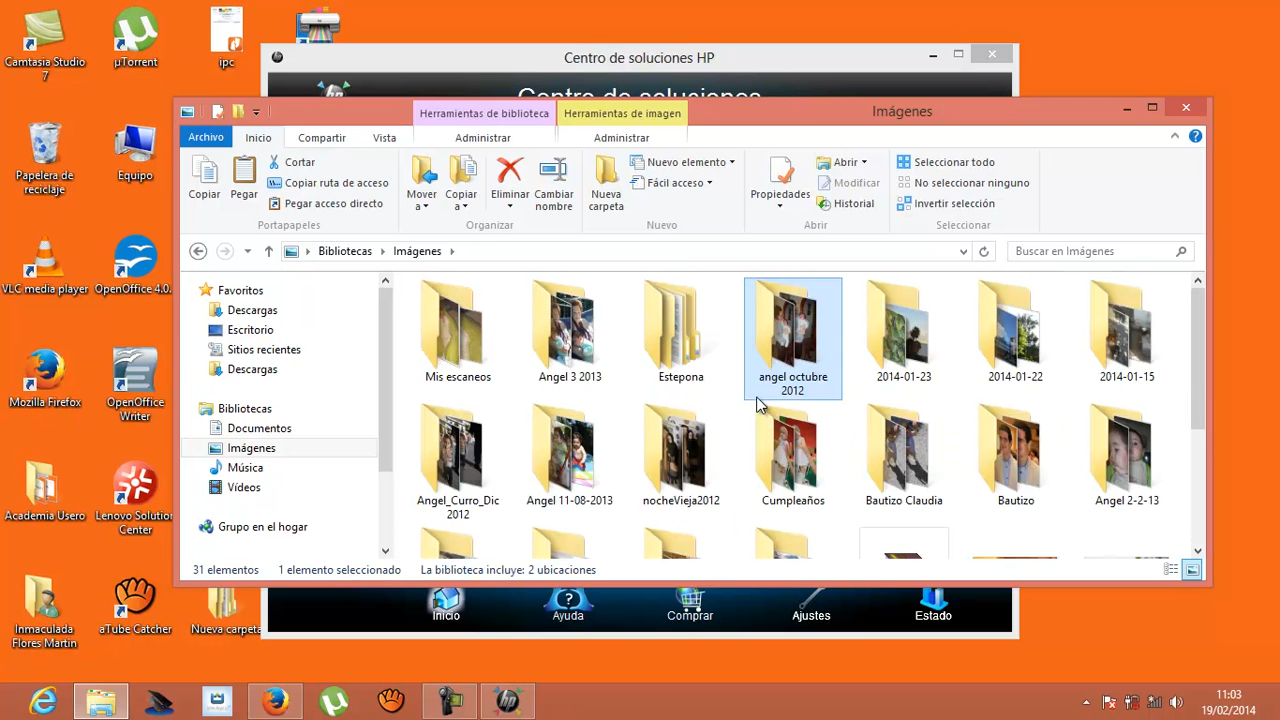 Camtasia Studio
7
µTorrent
ipc
Papelera de
reciclaje
Equipo
VLC media player
OpenOffice 4.0.
Mozilla Firefox
OpenOffice
Writer
Academia Usero
Lenovo Solution
Center
Inmaculada
Flores Martin
aTube Catcher
Nueva carpeta
Centro de soluciones HP
hp
Centro de soluciones
Herramientas de biblioteca
Herramientas de imagen
Imágenes
Archivo
Inicio
Compartir
Vista
Administrar
Administrar
Copiar
Pegar
Cortar
Copiar ruta de acceso
Pegar acceso directo
Portapapeles
Mover
a
Copiar
a
Eliminar
Cambiar
nombre
Organizar
Nueva
carpeta
Nuevo elemento
Fácil acceso
Nuevo
Propiedades
Abrir
Modificar
Historial
Abrir
Seleccionar todo
No seleccionar ninguno
Invertir selección
Seleccionar
Bibliotecas
Imágenes
Buscar en Imágenes
Favoritos
Descargas
Escritorio
Sitios recientes
Descargas
Bibliotecas
Documentos
Imágenes
Música
Vídeos
Grupo en el hogar
Mis escaneos
Angel 3 2013
Estepona
angel octubre
2012
2014-01-23
2014-01-22
2014-01-15
Angel_Curro_Dic
2012
Angel 11-08-2013
nocheVieja2012
Cumpleaños
Bautizo Claudia
Bautizo
Angel 2-2-13
31 elementos
1 elemento seleccionado
La biblioteca incluye: 2 ubicaciones
Inicio
Ayuda
Comprar
Ajustes
Estado
11:03
19/02/2014